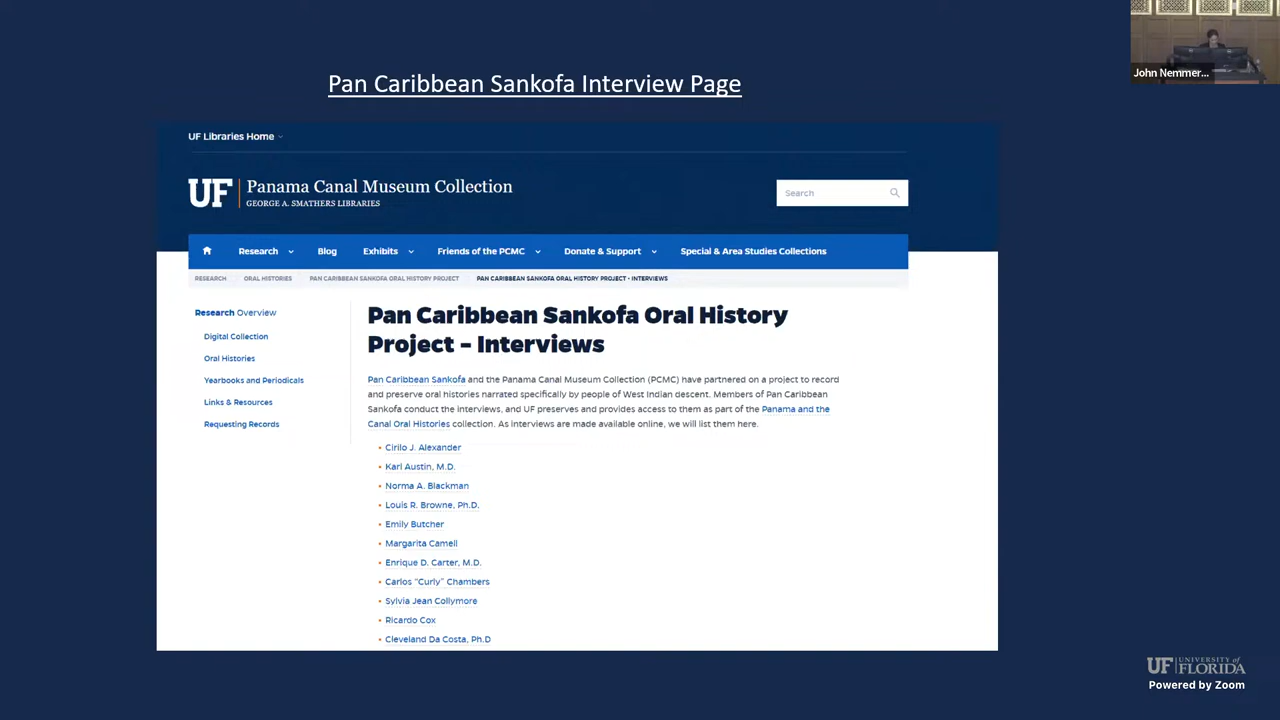 Pan Caribbean Sankofa Interview Page
John Nemmer...
UF Libraries Home
UF Panama Canal Museum Collection
GEORGE A. SMATHERS LIBRARIES
Search
Research Blog Exhibits Friends of the PCMC Donate & Support Special & Area Studies Collections
RESEARCH ORAL HISTORIES PAN CARIBBEAN SANKOFA ORAL HISTORY PROJECT PAN CARIBBEAN SANKOFA ORAL HISTORY PROJECT - INTERVIEWS
Research Overview
Digital Collection
Oral Histories
Yearbooks and Periodicals
Links & Resources
Requesting Records
Pan Caribbean Sankofa Oral History
Project – Interviews
Pan Caribbean Sankofa and the Panama Canal Museum Collection (PCMC) have partnered on a project to record
and preserve oral histories narrated specifically by people of West Indian descent. Members of Pan Caribbean
Sankofa conduct the interviews, and UF preserves and provides access to them as part of the Panama and the
Canal Oral Histories collection. As interviews are made available online, we will list them here.
• Cirilo J. Alexander
• Karl Austin, M.D.
• Norma A. Blackman
• Louis R. Browne, Ph.D.
• Emily Butcher
• Margarita Camell
• Enrique D. Carter, M.D.
• Carlos "Curly" Chambers
• Sylvia Jean Collymore
• Ricardo Cox
• Cleveland Da Costa, Ph.D
UF UNIVERSITY of
FLORIDA
Powered by Zoom